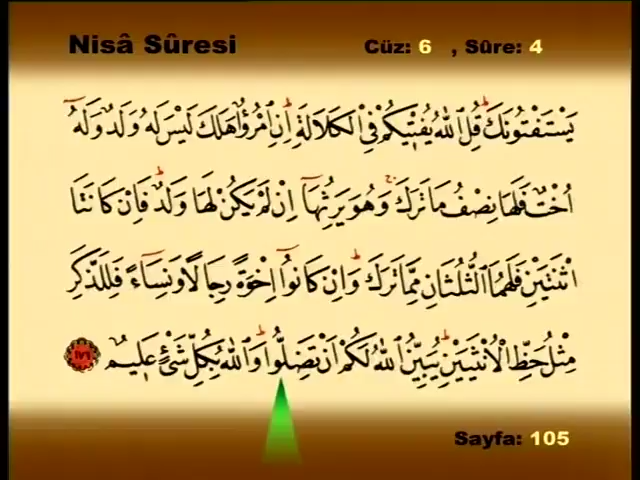 Nisâ Sûresi
Cüz: 6 , Sûre: 4
يَسْتَفْتُونَكَ قُلِ اللّٰهُ يُفْتٖيكُمْ فِي الْكَلَالَةِ اِنِ امْرُؤٌا هَلَكَ لَيْسَ لَهُ وَلَدٌ وَلَهُٓ
اُخْتٌ فَلَهَا نِصْفُ مَا تَرَكَ وَهُوَ يَرِثُهَٓا اِنْ لَمْ يَكُنْ لَهَا وَلَدٌ فَاِنْ كَانَتَا
اثْنَتَيْنِ فَلَهُمَا الثُّلُثَانِ مِمَّا تَرَكَ وَاِنْ كَانُٓوا اِخْوَةً رِجَالًا وَنِسَٓاءً فَلِلذَّكَرِ
مِثْلُ حَظِّ الْاُنْثَيَيْنِ يُبَيِّنُ اللّٰهُ لَكُمْ اَنْ تَضِلُّوا وَاللّٰهُ بِكُلِّ شَيْءٍ عَلٖيمٌ ١٧٦
Sayfa: 105